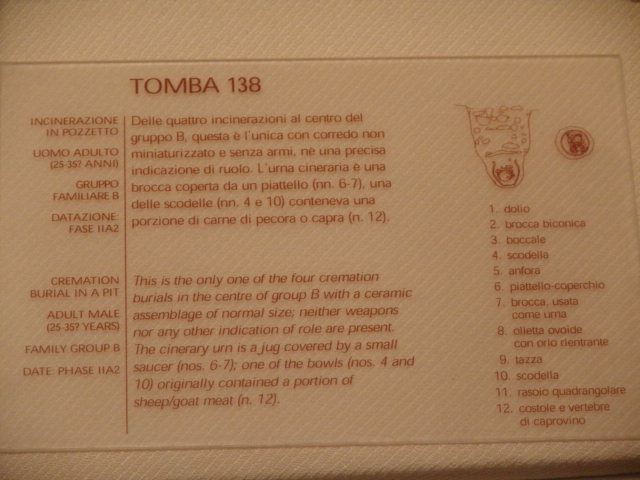 TOMBA 138
INCINERAZIONE
IN POZZETTO
UOMO ADULTO
(25-35? ANNI)
GRUPPO
FAMILIARE B
DATAZIONE:
FASE IIA2
Delle quattro incinerazioni al centro del
gruppo B, questa è l'unica con corredo non
miniaturizzato e senza armi, né una precisa
indicazione di ruolo. L'urna cineraria è una
brocca coperta da un piattello (nn. 6-7), una
delle scodelle (nn. 4 e 10) conteneva una
porzione di carne di pecora o capra (n. 12).
CREMATION
BURIAL IN A PIT
ADULT MALE
(25-35? YEARS)
FAMILY GROUP B
DATE: PHASE IIA2
This is the only one of the four cremation
burials in the centre of group B with a ceramic
assemblage of normal size; neither weapons
nor any other indication of role are present.
The cinerary urn is a jug covered by a small
saucer (nos. 6-7); one of the bowls (nos. 4 and
10) originally contained a portion of
sheep/goat meat (n. 12).
1. dolio
2. brocca biconica
3. boccale
4. scodella
5. anfora
6. piattello-coperchio
7. brocca, usata
come urna
8. olletta ovoide
con orlo rientrante
9. tazza
10. scodella
11. rasoio quadrangolare
12. costole e vertebre
di caprovino